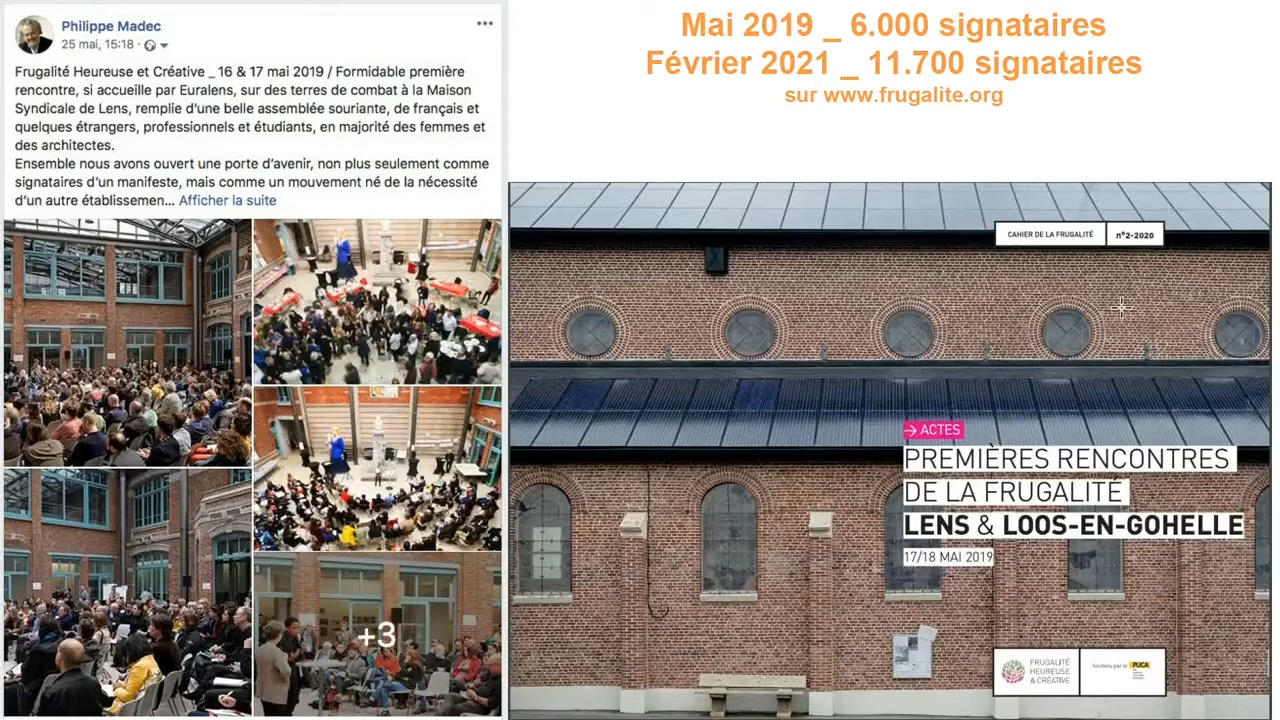 Philippe Madec
25 mai, 15:18 ·
Frugalité Heureuse et Créative _ 16 & 17 mai 2019 / Formidable première
rencontre, si accueille par Euralens, sur des terres de combat à la Maison
Syndicale de Lens, remplie d'une belle assemblée souriante, de français et
quelques étrangers, professionnels et étudiants, en majorité des femmes et
des architectes.
Ensemble nous avons ouvert une porte d'avenir, non plus seulement comme
signataires d'un manifeste, mais comme un mouvement né de la nécessité
d'un autre établissemen... Afficher la suite
+3
Mai 2019 _ 6.000 signataires
Février 2021 _ 11.700 signataires
sur www.frugalite.org
CAHIER DE LA FRUGALITÉ
n°2-2020
→ ACTES
PREMIÈRES RENCONTRES
DE LA FRUGALITÉ
LENS & LOOS-EN-GOHELLE
17/18 MAI 2019
FRUGALITÉ
HEUREUSE
& CRÉATIVE
Soutenu par le PUCA